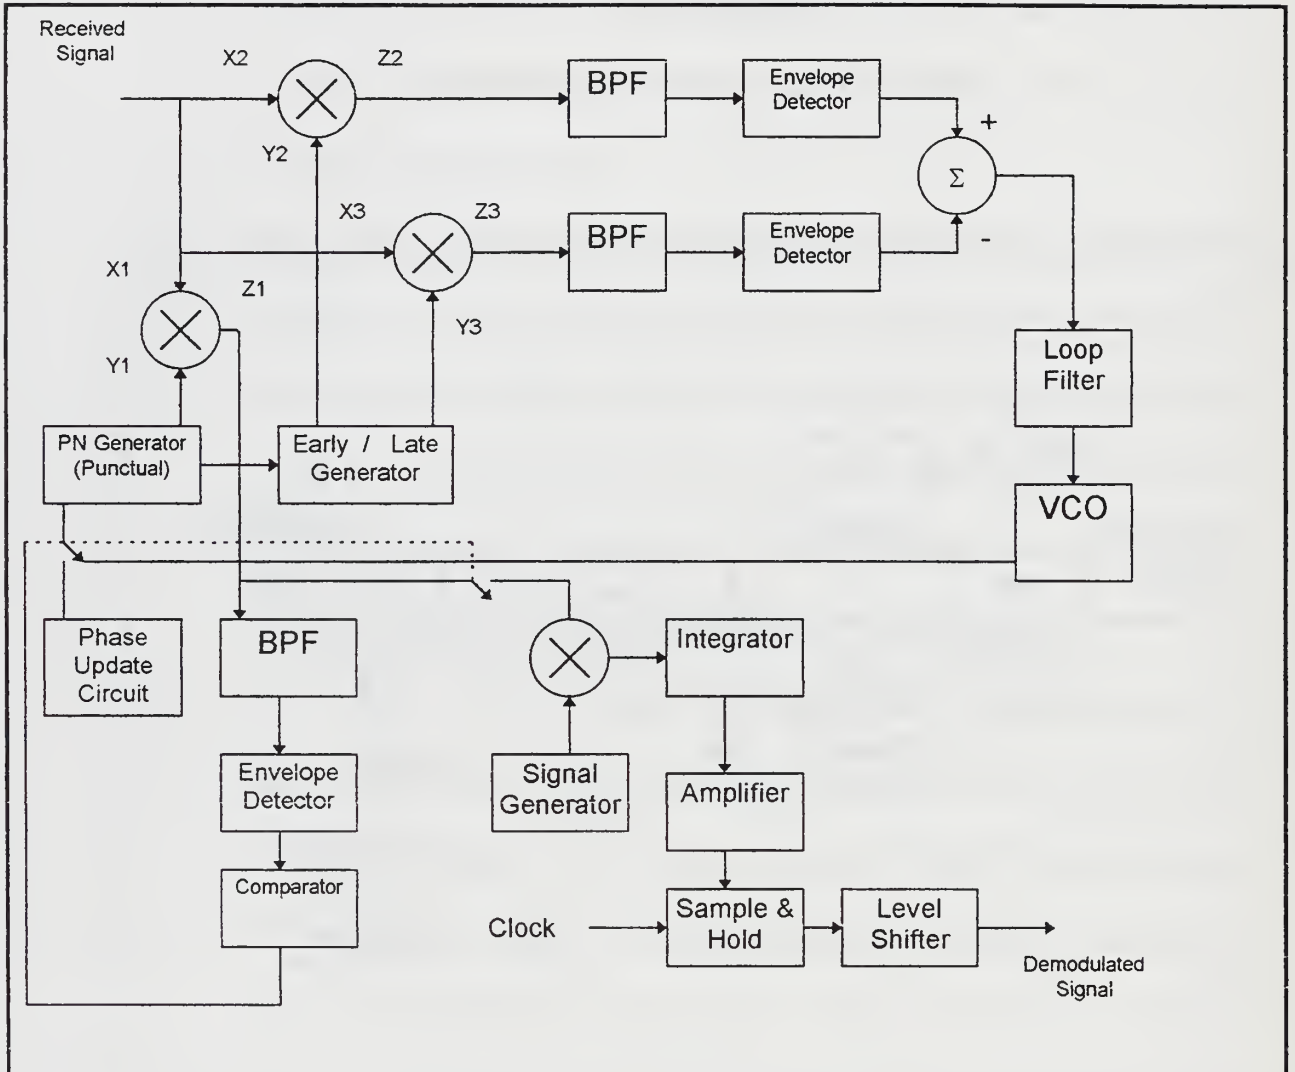 Received
Signal
X2
Z2
BPF
Envelope
Detector
+
Y2
Σ
X3
Z3
BPF
Envelope
Detector
-
X1
Z1
Y3
Y1
Loop
Filter
PN Generator
(Punctual)
Early / Late
Generator
VCO
Phase
Update
Circuit
BPF
Integrator
Envelope
Detector
Signal
Generator
Amplifier
Comparator
Clock
Sample &
Hold
Level
Shifter
Demodulated
Signal